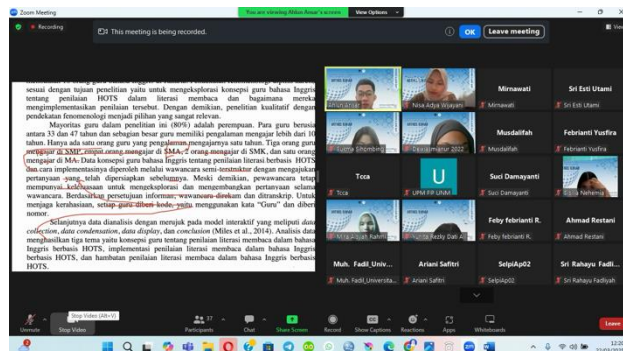 Zoom Meeting
You are viewing Ahlan Ansar's screen
View Options
Recording
This meeting is being recorded.
OK
Leave meeting
sesuai dengan tujuan penelitian yaitu untuk mengeksplorasi konsepsi guru bahasa Inggris
tentang penilaian HOTS dalam literasi membaca dan bagaimana mereka
mengimplementasikan penilaian tersebut. Dengan demikian, penelitian kualitatif dengan
pendekatan fenomenologi menjadi pilihan yang sangat relevan.
Mayoritas guru dalam penelitian ini (80%) adalah perempuan. Para guru berusia
antara 33 dan 47 tahun dan sebagian besar guru memiliki pengalaman mengajar lebih dari 10
tahun. Hanya ada satu orang guru yang pengalaman mengajarnya satu tahun. Tiga orang guru
mengajar di SMP, empat orang mengajar di SMA, 2 orang mengajar di SMK, dan satu orang
mengajar di MA. Data konsepsi guru bahasa Inggris tentang penilaian literasi berbasis HOTS
dan cara implementasinya diperoleh melalui wawancara semi-terstruktur dengan mengajukan
pertanyaan yang telah dipersiapkan sebelumnya. Meski demikian, pewawancara tetap
mempunyai keleluasaan untuk mengeksplorasi dan mengembangkan pertanyaan selama
wawancara. Berdasarkan persetujuan informan, wawancara direkam dan ditranskrip. Untuk
menjaga kerahasiaan, setiap guru diberi kode, yaitu menggunakan kata "Guru" dan diberi
nomor.
Selanjutnya data dianalisis dengan merujuk pada model interaktif yang meliputi data
collection, data condensation, data display, dan conclusion (Miles et al., 2014). Analisis data
menghasilkan tiga tema yaitu konsepsi guru tentang penilaian literasi membaca dalam bahasa
Inggris berbasis HOTS, implementasi penilaian literasi membaca dalam bahasa Inggris
berbasis HOTS, dan hambatan penilaian literasi membaca dalam bahasa Inggris berbasis
HOTS.
Nisa Adya Wijayanti
Mirnawati
Mirnawati
Sri Esti Utami
Sri Esti Utami
Musdalifah
Musdalifah
Febrianti Yusfira
Febrianti Yusfira
Tcca
Tcca
U
UPM FIP UNM
Suci Damayanti
Suci Damayanti
Feby febrianti R.
Feby febrianti R.
Ahmad Restani
Ahmad Restani
Muh. Fadil_Univ...
Muh. Fadil_Universita...
Ariani Safitri
Ariani Safitri
SelpiAp02
SelpiAp02
Sri Rahayu Fadli...
Sri Rahayu Fadliyah
Stop Video (Alt+V)
Unmute
Stop Video
37
Participants
Chat
Share Screen
Record
Show Captions
Reactions
Apps
Whiteboards
Leave